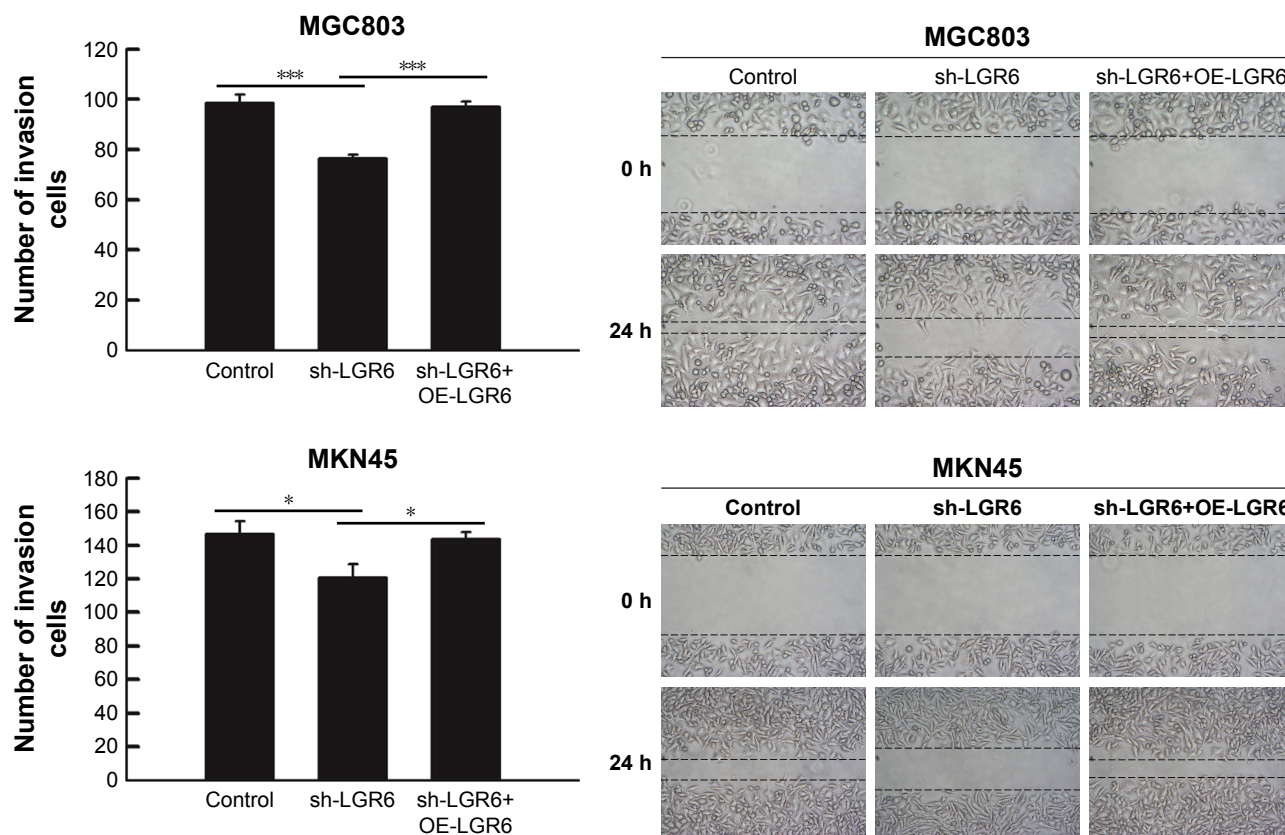 MGC803
Number of invasion
cells
120
100
80
60
40
20
0
***
***
Control
sh-LGR6
sh-LGR6+
OE-LGR6
MGC803
Control
sh-LGR6
sh-LGR6+OE-LGR6
0 h
24 h
MKN45
Number of invasion
cells
180
160
140
120
100
80
60
40
20
0
*
*
Control
sh-LGR6
sh-LGR6+
OE-LGR6
MKN45
Control
sh-LGR6
sh-LGR6+OE-LGR6
0 h
24 h